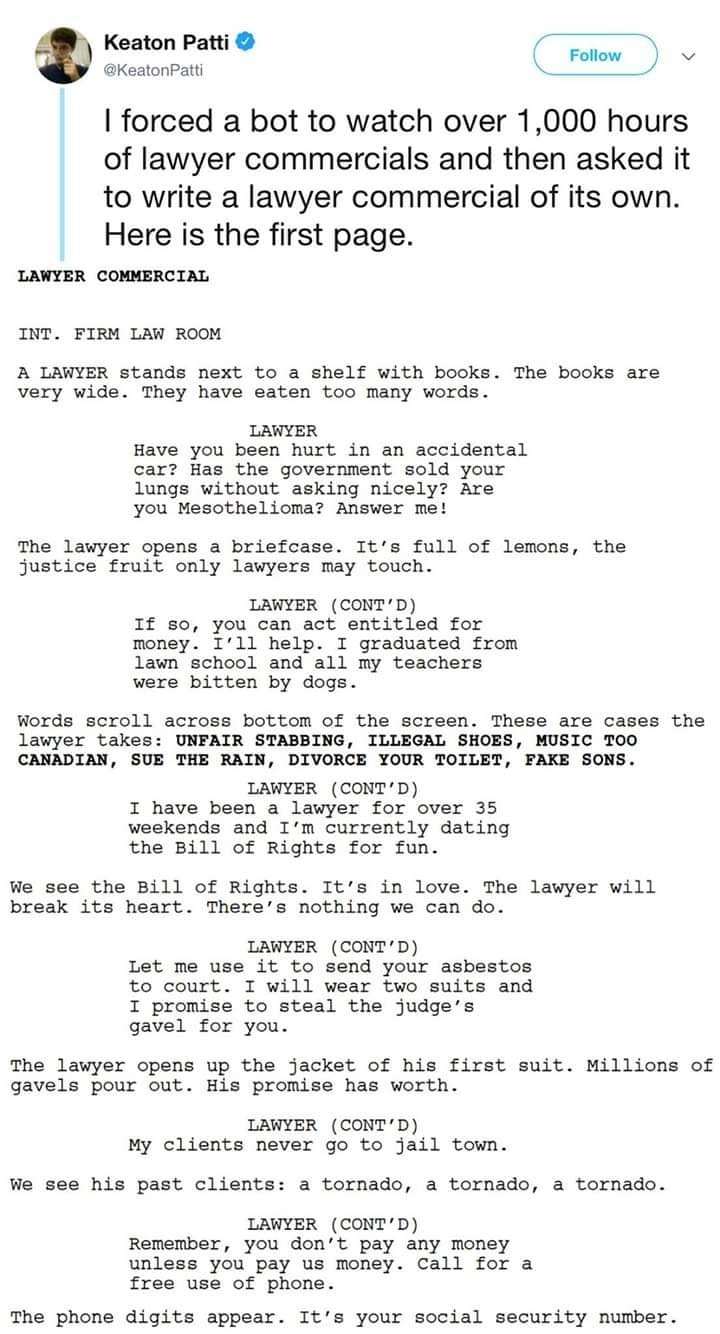 Keaton Patti
@KeatonPatti
Follow
I forced a bot to watch over 1,000 hours
of lawyer commercials and then asked it
to write a lawyer commercial of its own.
Here is the first page.
LAWYER COMMERCIAL
INT. FIRM LAW ROOM
A LAWYER stands next to a shelf with books. The books are
very wide. They have eaten too many words.
LAWYER
Have you been hurt in an accidental
car? Has the government sold your
lungs without asking nicely? Are
you Mesothelioma? Answer me!
The lawyer opens a briefcase. It's full of lemons, the
justice fruit only lawyers may touch.
LAWYER (CONT'D)
If so, you can act entitled for
money. I'll help. I graduated from
lawn school and all my teachers
were bitten by dogs.
Words scroll across bottom of the screen. These are cases the
lawyer takes: UNFAIR STABBING, ILLEGAL SHOES, MUSIC TOO
CANADIAN, SUE THE RAIN, DIVORCE YOUR TOILET, FAKE SONS.
LAWYER (CONT'D)
I have been a lawyer for over 35
weekends and I'm currently dating
the Bill of Rights for fun.
We see the Bill of Rights. It's in love. The lawyer will
break its heart. There's nothing we can do.
LAWYER (CONT'D)
Let me use it to send your asbestos
to court. I will wear two suits and
I promise to steal the judge's
gavel for you.
The lawyer opens up the jacket of his first suit. Millions of
gavels pour out. His promise has worth.
LAWYER (CONT'D)
My clients never go to jail town.
We see his past clients: a tornado, a tornado, a tornado.
LAWYER (CONT'D)
Remember, you don't pay any money
unless you pay us money. Call for a
free use of phone.
The phone digits appear. It's your social security number.